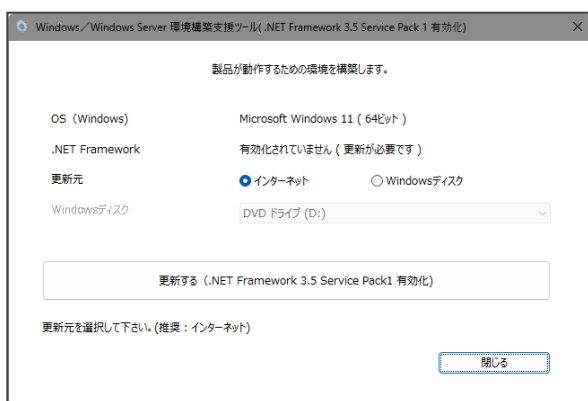 Windows／Windows Server 環境構築支援ツール( .NET Framework 3.5 Service Pack 1 有効化)
製品が動作するための環境を構築します。
OS（Windows） Microsoft Windows 11 ( 64ビット )
.NET Framework 有効化されていません ( 更新が必要です )
更新元 インターネット Windowsディスク
Windowsディスク DVD ドライブ (D:)
更新する（.NET Framework 3.5 Service Pack1 有効化)
更新元を選択して下さい。(推奨：インターネット)
閉じる